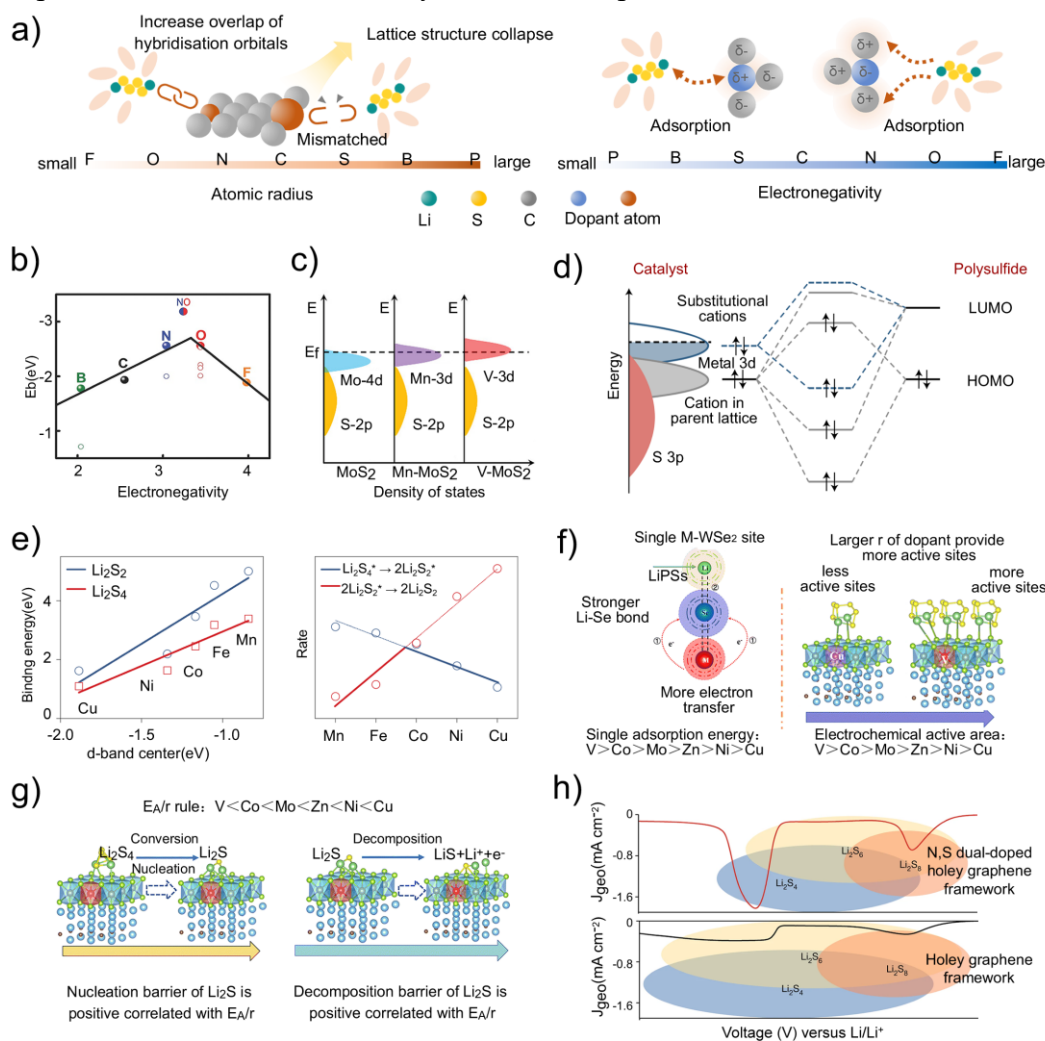 a)
Increase overlap of
hybridisation orbitals
Lattice structure collapse
Mismatched
small F O N C S B P large
Atomic radius
δ-
δ- δ+ δ-
δ-
δ+
δ+ δ-
δ+
Adsorption
Adsorption
small P B S C N O F large
Electronegativity
Li S C Dopant atom
b)
NO
N
O
C
B
F
Eb(eV)
-3
-2
-1
2 3 4
Electronegativity
c)
E E E
Ef
Mo-4d Mn-3d V-3d
S-2p S-2p S-2p
MoS2 Mn-MoS2 V-MoS2
Density of states
d)
Catalyst
Polysulfide
Substitutional
cations
Metal 3d
Cation in
parent lattice
S 3p
Energy
LUMO
HOMO
e)
Li2S2
Li2S4
Mn
Fe
Co
Ni
Cu
Bindng energy(eV)
4
2
0
-2.0 -1.5 -1.0
d-band center(eV)
Li2S4* → 2Li2S2*
2Li2S2* → 2Li2S2
Rate
Mn Fe Co Ni Cu
f)
Single M-WSe2 site
LiPSs
Stronger
Li-Se bond
① e- e- ①
②
More electron
transfer
Single adsorption energy:
V>Co>Mo>Zn>Ni>Cu
Larger r of dopant provide
more active sites
less
active sites
more
active sites
Cu
V
Electrochemical active area:
V>Co>Mo>Zn>Ni>Cu
g)
EA/r rule: V<Co<Mo<Zn<Ni<Cu
Li2S4 Conversion Li2S
Nucleation
Li2S Decomposition LiS+Li++e-
Nucleation barrier of Li2S is
positive correlated with EA/r
Decomposition barrier of Li2S is
positive correlated with EA/r
h)
Jgeo(mA cm-2)
0
-0.8
-1.6
Li2S6
Li2S8
Li2S4
N,S dual-doped
holey graphene
framework
Jgeo(mA cm-2)
0
-0.8
-1.6
Li2S6
Li2S8
Li2S4
Holey graphene
framework
Voltage (V) versus Li/Li+